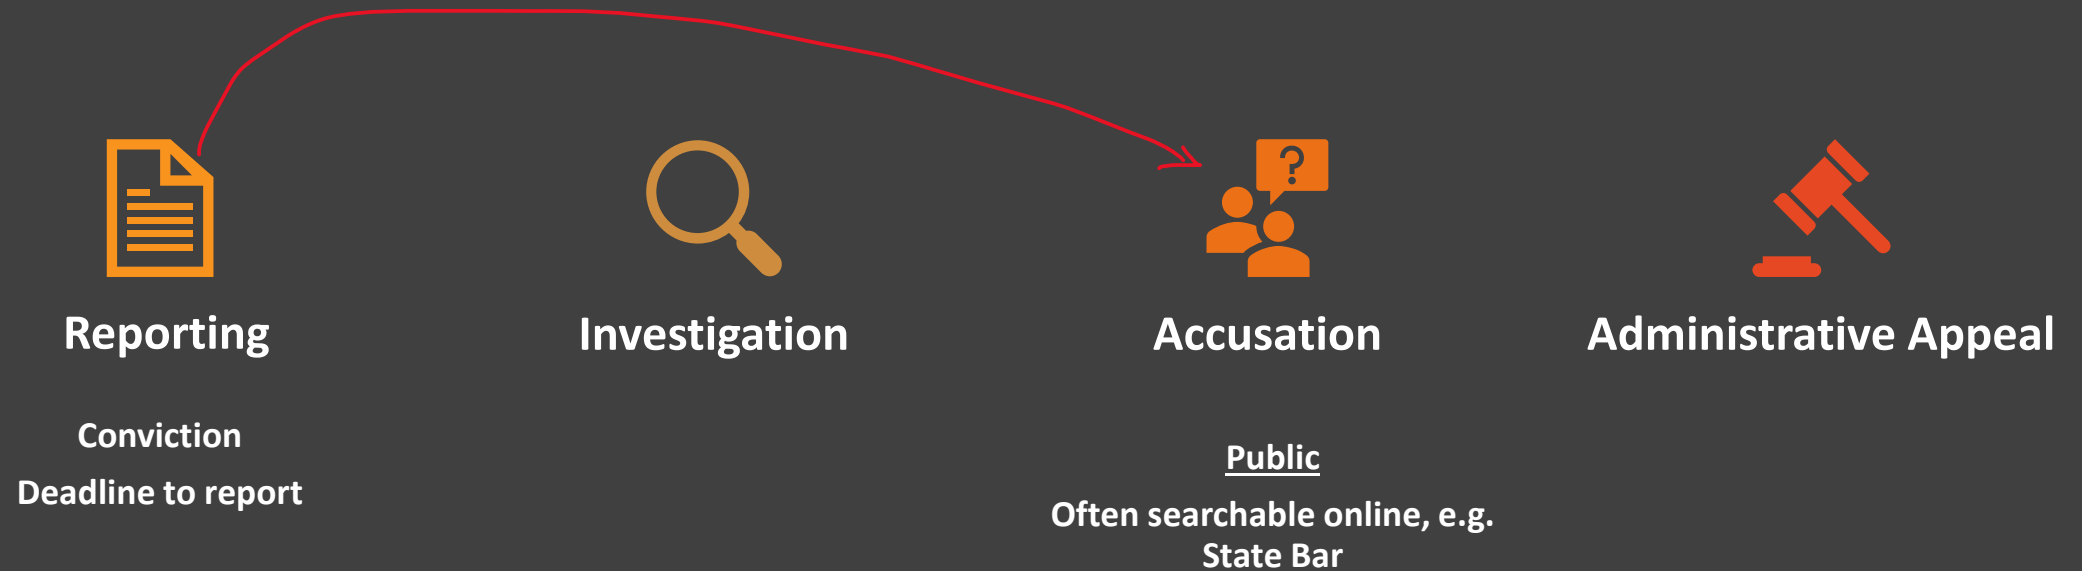 ?
Reporting
Investigation
Accusation
Administrative Appeal
Conviction
Deadline to report
Public
Often searchable online, e.g.
State Bar